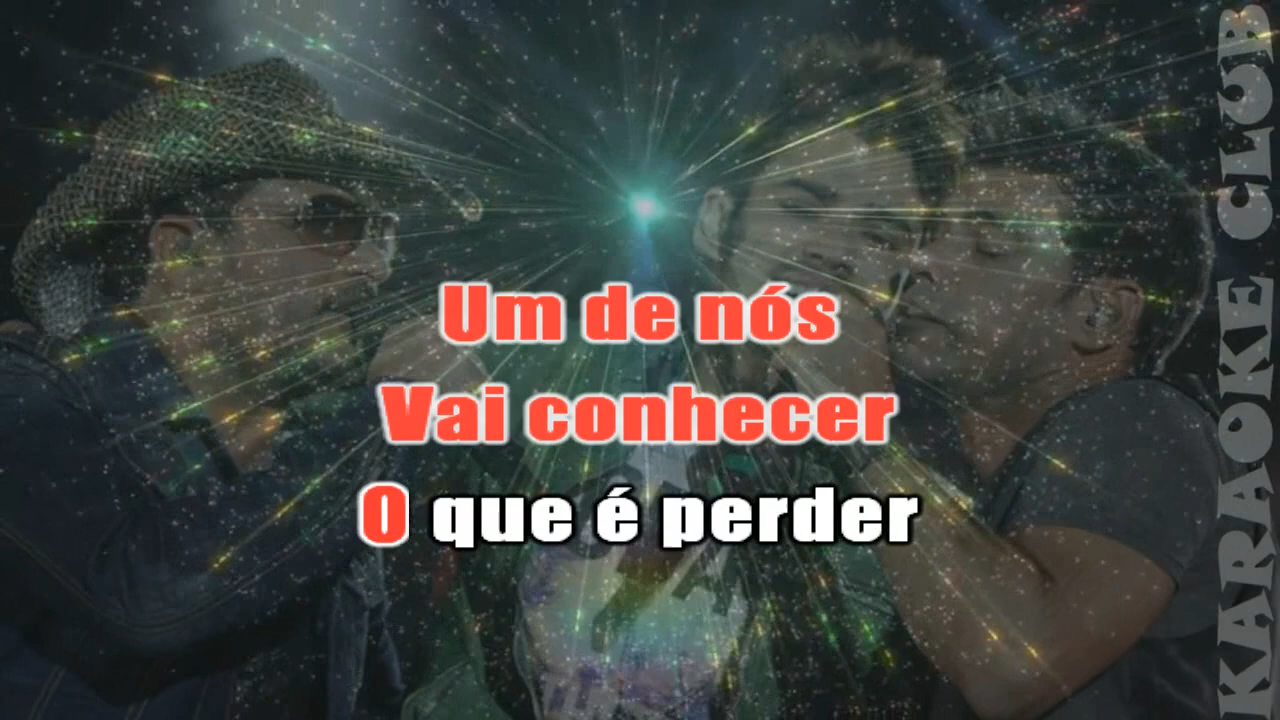 Um de nós
Vai conhecer
O que é perder
KARAOKE CLUB